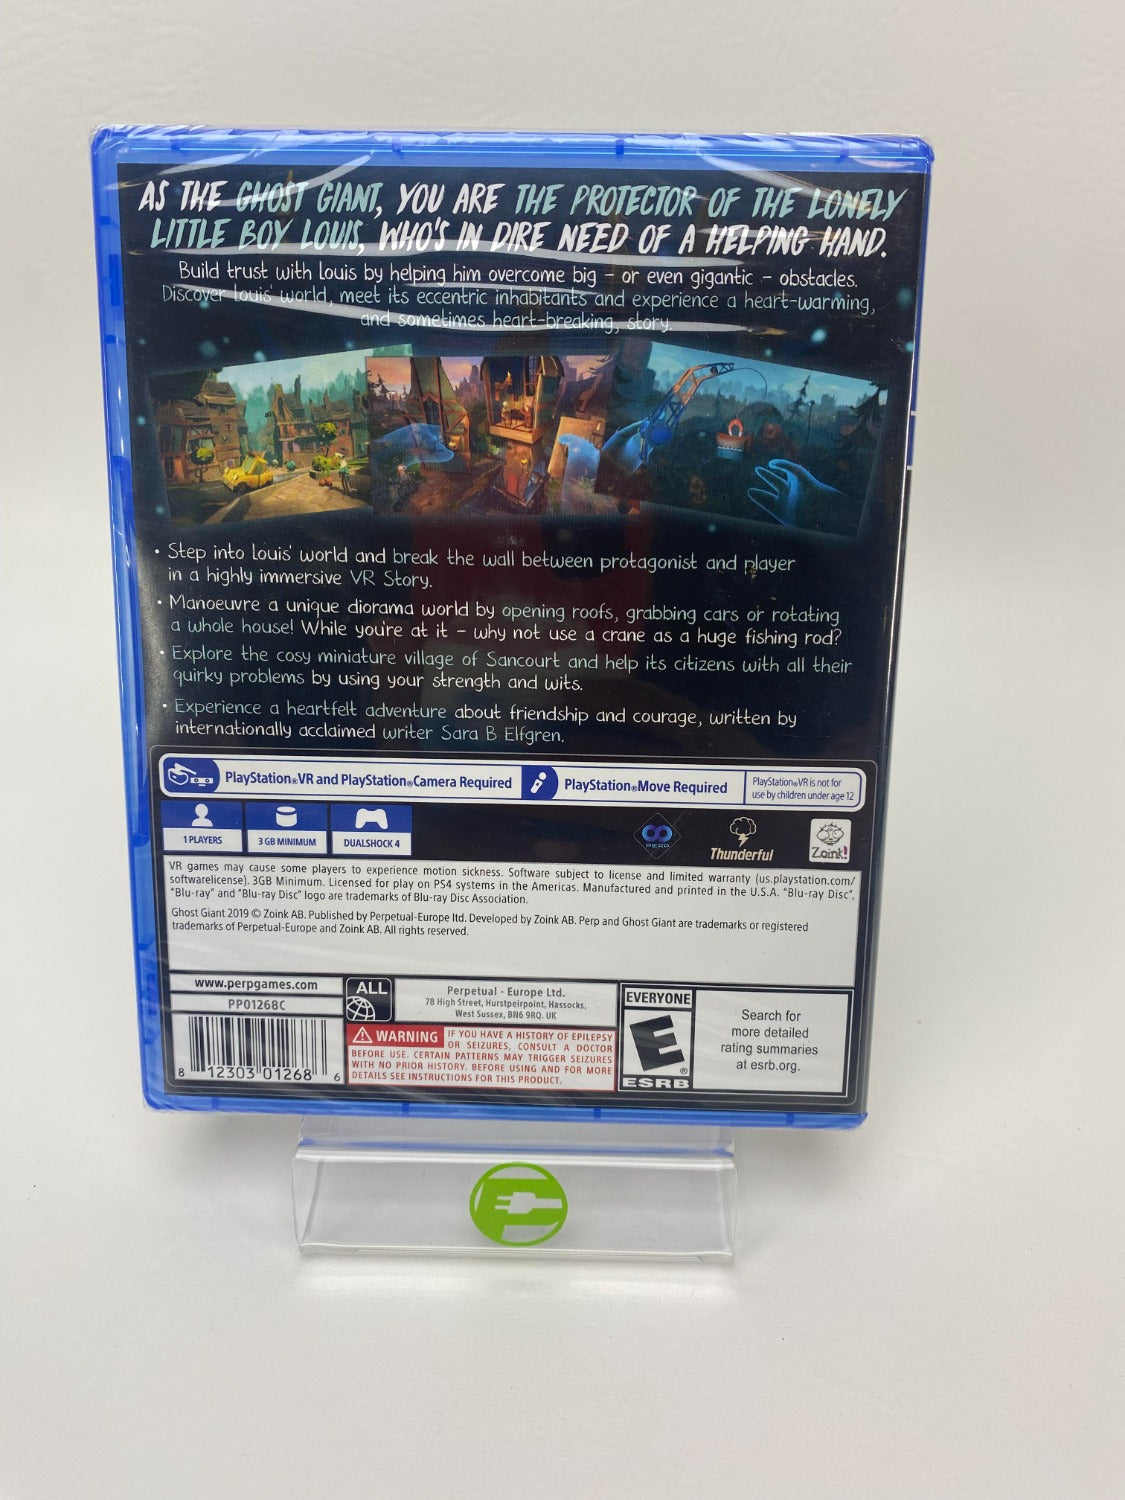 AS THE GHOST GIANT, YOU ARE THE PROTECTOR OF THE LONELY
LITTLE BOY LOUIS, WHO'S IN DIRE NEED OF A HELPING HAND.
Build trust with Louis by helping him overcome big – or even gigantic – obstacles.
Discover Louis' world, meet its eccentric inhabitants and experience a heart-warming,
and sometimes heart-breaking, story.
• Step into Louis' world and break the wall between protagonist and player
in a highly immersive VR Story.
• Manoeuvre a unique diorama world by opening roofs, grabbing cars or rotating
a whole house! While you're at it – why not use a crane as a huge fishing rod?
• Explore the cosy miniature village of Sancourt and help its citizens with all their
quirky problems by using your strength and wits.
• Experience a heartfelt adventure about friendship and courage, written by
internationally acclaimed writer Sara B Elfgren.
PlayStation®VR and PlayStation®Camera Required
PlayStation®Move Required
PlayStation®VR is not for
use by children under age 12
1 PLAYERS
3 GB MINIMUM
DUALSHOCK 4
PERP
Thunderful
Zoink!
VR games may cause some players to experience motion sickness. Software subject to license and limited warranty (us.playstation.com/
softwarelicense). 3GB Minimum. Licensed for play on PS4 systems in the Americas. Manufactured and printed in the U.S.A. "Blu-ray Disc",
"Blu-ray" and "Blu-ray Disc" logo are trademarks of Blu-ray Disc Association.
Ghost Giant 2019 © Zoink AB. Published by Perpetual-Europe ltd. Developed by Zoink AB. Perp and Ghost Giant are trademarks or registered
trademarks of Perpetual-Europe and Zoink AB. All rights reserved.
www.perpgames.com
PP01268C
8 12303 01268 6
ALL
Perpetual - Europe Ltd.
78 High Street, Hurstpeirpoint, Hassocks,
West Sussex, BN6 9RQ. UK
WARNING IF YOU HAVE A HISTORY OF EPILEPSY
OR SEIZURES, CONSULT A DOCTOR
BEFORE USE. CERTAIN PATTERNS MAY TRIGGER SEIZURES
WITH NO PRIOR HISTORY. BEFORE USING AND FOR MORE
DETAILS SEE INSTRUCTIONS FOR THIS PRODUCT.
EVERYONE
E
®
ESRB
Search for
more detailed
rating summaries
at esrb.org.